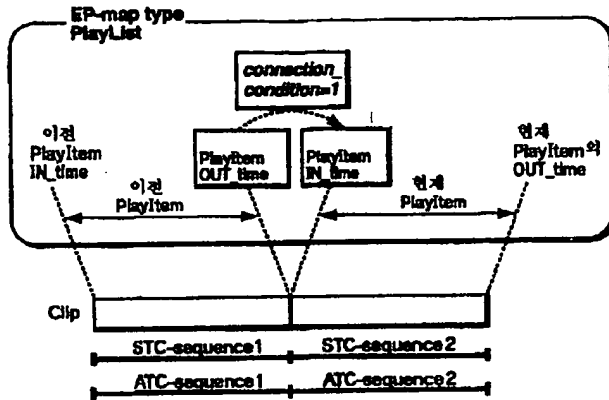 EP-map type
PlayList
connection_
condition=1
이전
PlayItem
IN_time
PlayItem
OUT_time
PlayItem
IN_time
현재
PlayItem의
OUT_time
이전
PlayItem
현재
PlayItem
Clip
STC-sequence1
STC-sequence2
ATC-sequence1
ATC-sequence2